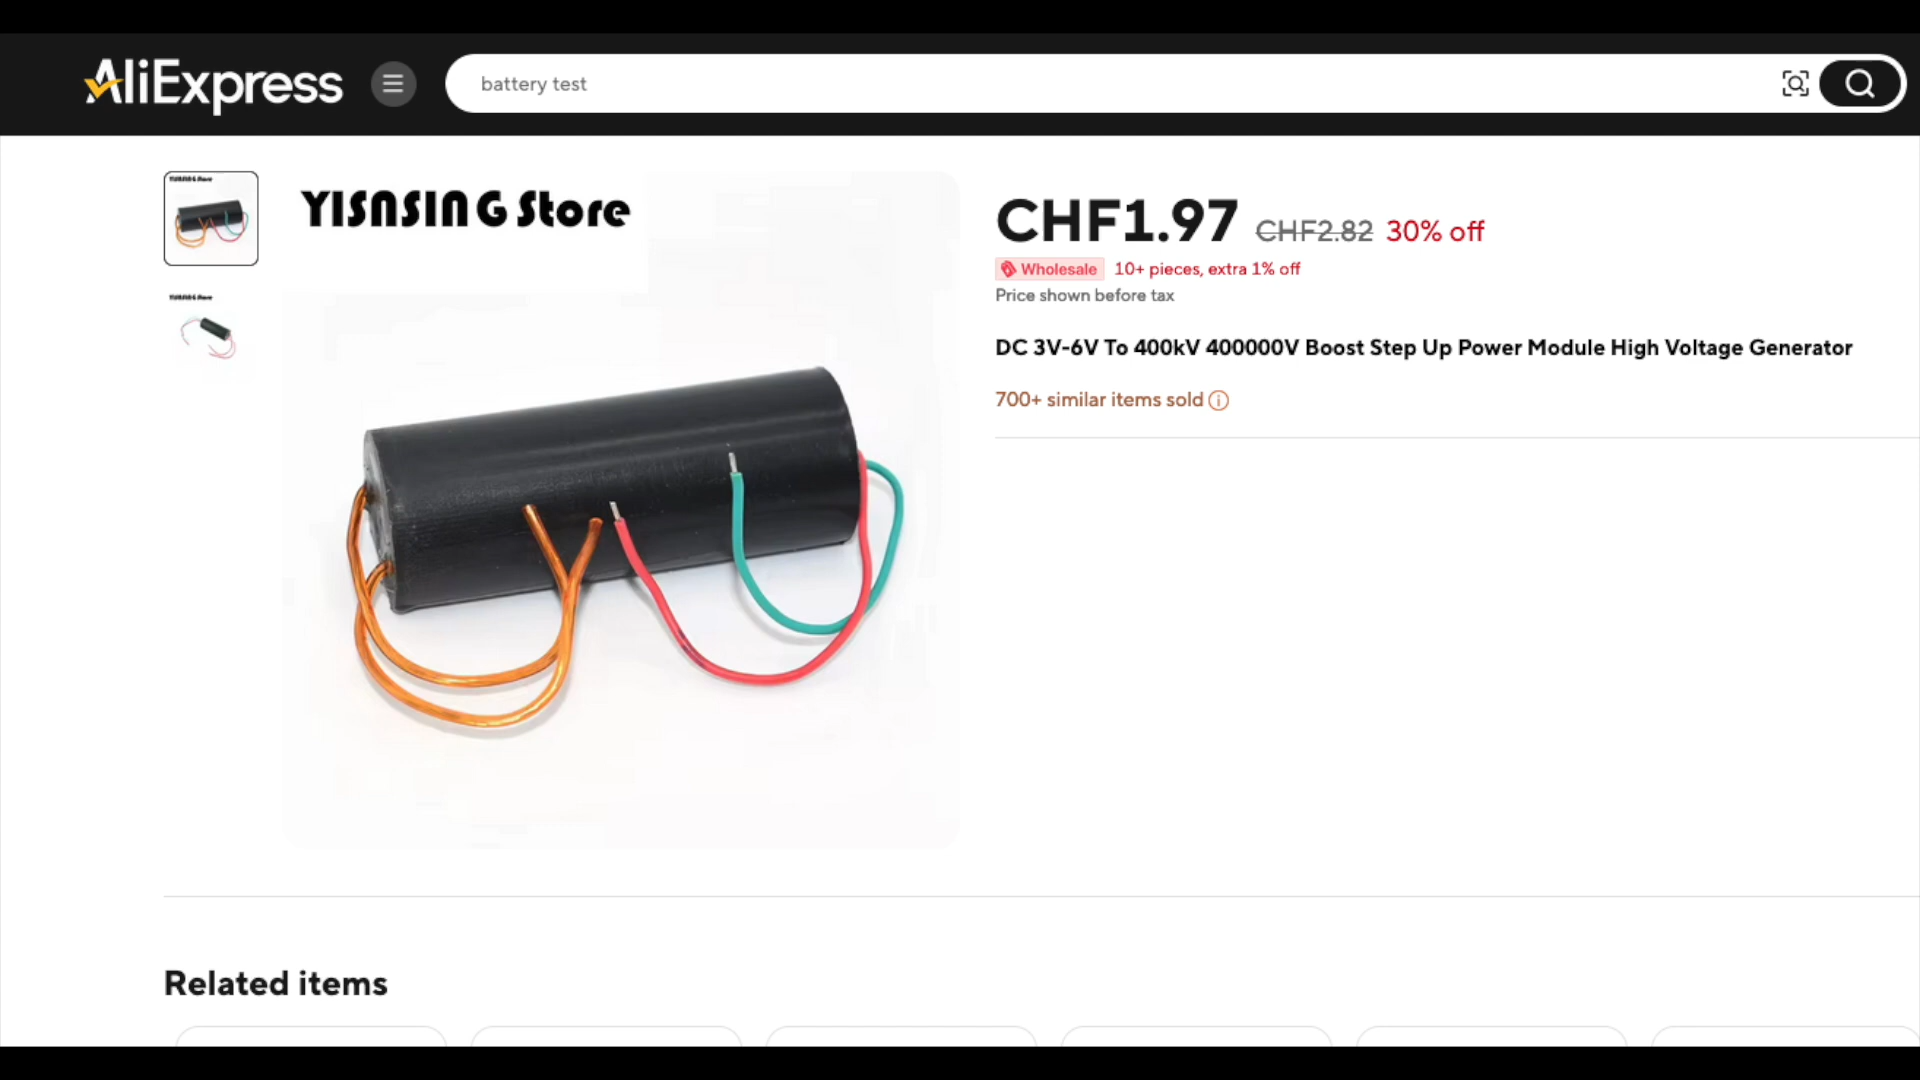 AliExpress
battery test
YISNSING Store
CHF1.97 CHF2.82 30% off
Wholesale 10+ pieces, extra 1% off
Price shown before tax
DC 3V-6V To 400kV 400000V Boost Step Up Power Module High Voltage Generator
700+ similar items sold
Related items